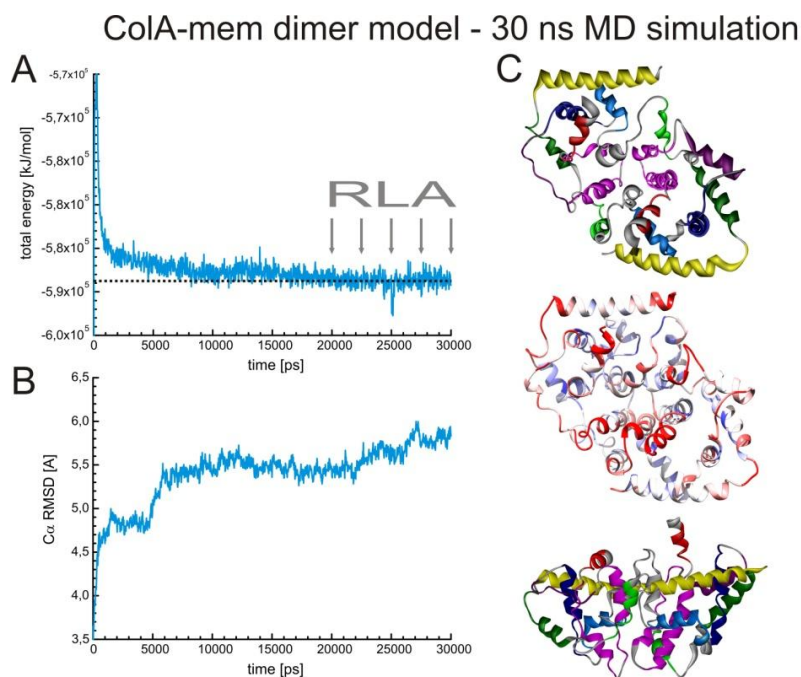 ColA-mem dimer model - 30 ns MD simulation
A
-5,7x10⁵
-5,7x10⁵
-5,8x10⁵
-5,8x10⁵
-5,8x10⁵
-5,9x10⁵
-6,0x10⁵
total energy [kJ/mol]
RLA
0 5000 10000 15000 20000 25000 30000
time [ps]
B
6,5
6,0
5,5
5,0
4,5
4,0
3,5
Cα RMSD [A]
0 5000 10000 15000 20000 25000 30000
time [ps]
C